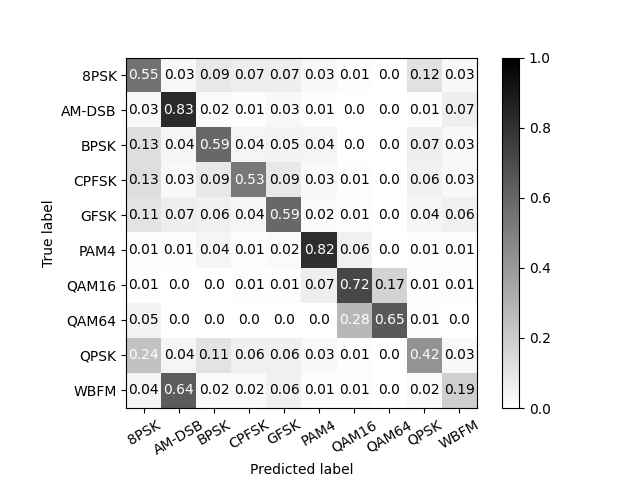 True label
8PSK 0.55 0.03 0.09 0.07 0.07 0.03 0.01 0.0 0.12 0.03
AM-DSB 0.03 0.83 0.02 0.01 0.03 0.01 0.0 0.0 0.01 0.07
BPSK 0.13 0.04 0.59 0.04 0.05 0.04 0.0 0.0 0.07 0.03
CPFSK 0.13 0.03 0.09 0.53 0.09 0.03 0.01 0.0 0.06 0.03
GFSK 0.11 0.07 0.06 0.04 0.59 0.02 0.01 0.0 0.04 0.06
PAM4 0.01 0.01 0.04 0.01 0.02 0.82 0.06 0.0 0.01 0.01
QAM16 0.01 0.0 0.0 0.01 0.01 0.07 0.72 0.17 0.01 0.01
QAM64 0.05 0.0 0.0 0.0 0.0 0.0 0.28 0.65 0.01 0.0
QPSK 0.24 0.04 0.11 0.06 0.06 0.03 0.01 0.0 0.42 0.03
WBFM 0.04 0.64 0.02 0.02 0.06 0.01 0.01 0.0 0.02 0.19
8PSK AM-DSB BPSK CPFSK GFSK PAM4 QAM16 QAM64 QPSK WBFM
Predicted label
1.0
0.8
0.6
0.4
0.2
0.0